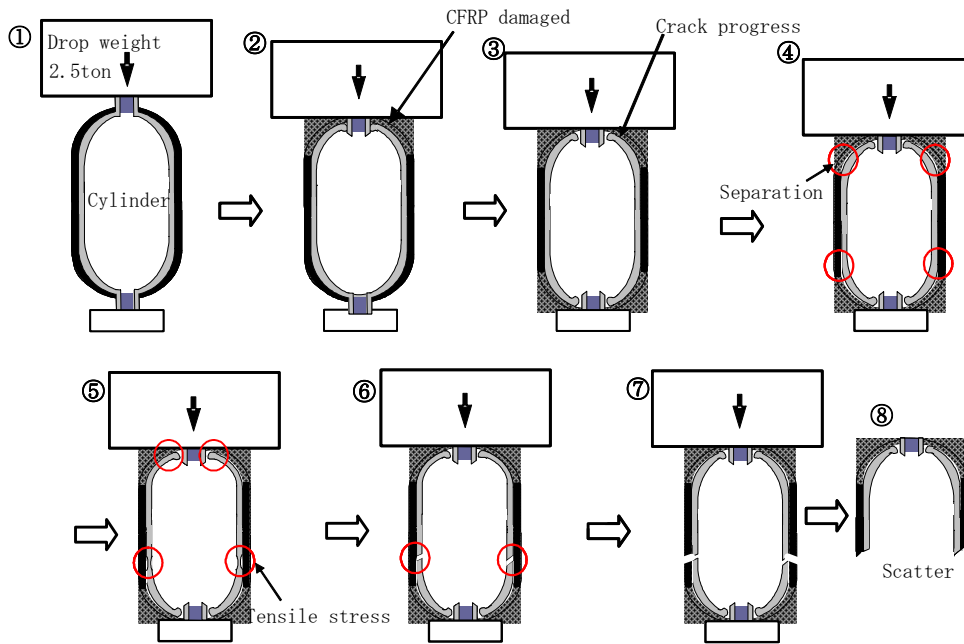 ①
Drop weight
2.5ton
Cylinder
②
CFRP damaged
③
Crack progress
④
Separation
⑤
Tensile stress
⑥
⑦
⑧
Scatter